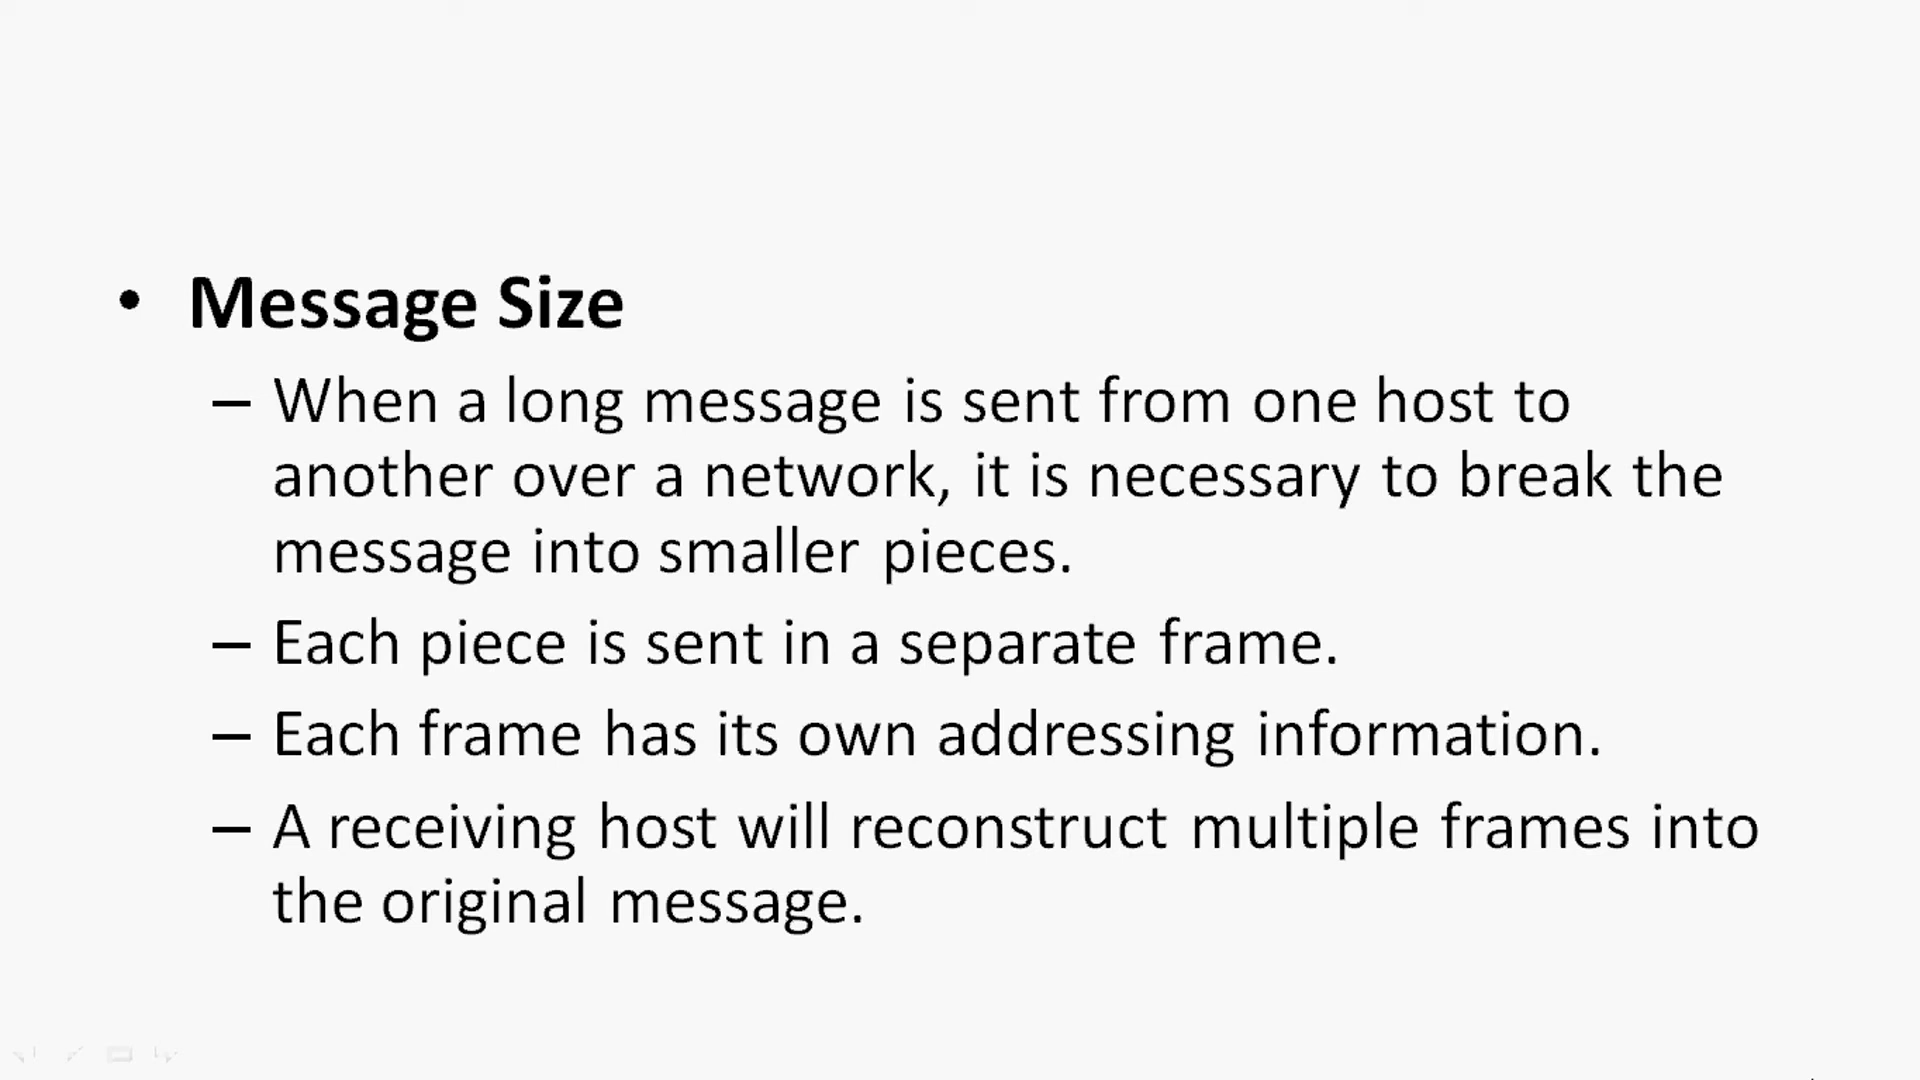 • Message Size
– When a long message is sent from one host to
another over a network, it is necessary to break the
message into smaller pieces.
– Each piece is sent in a separate frame.
– Each frame has its own addressing information.
– A receiving host will reconstruct multiple frames into
the original message.